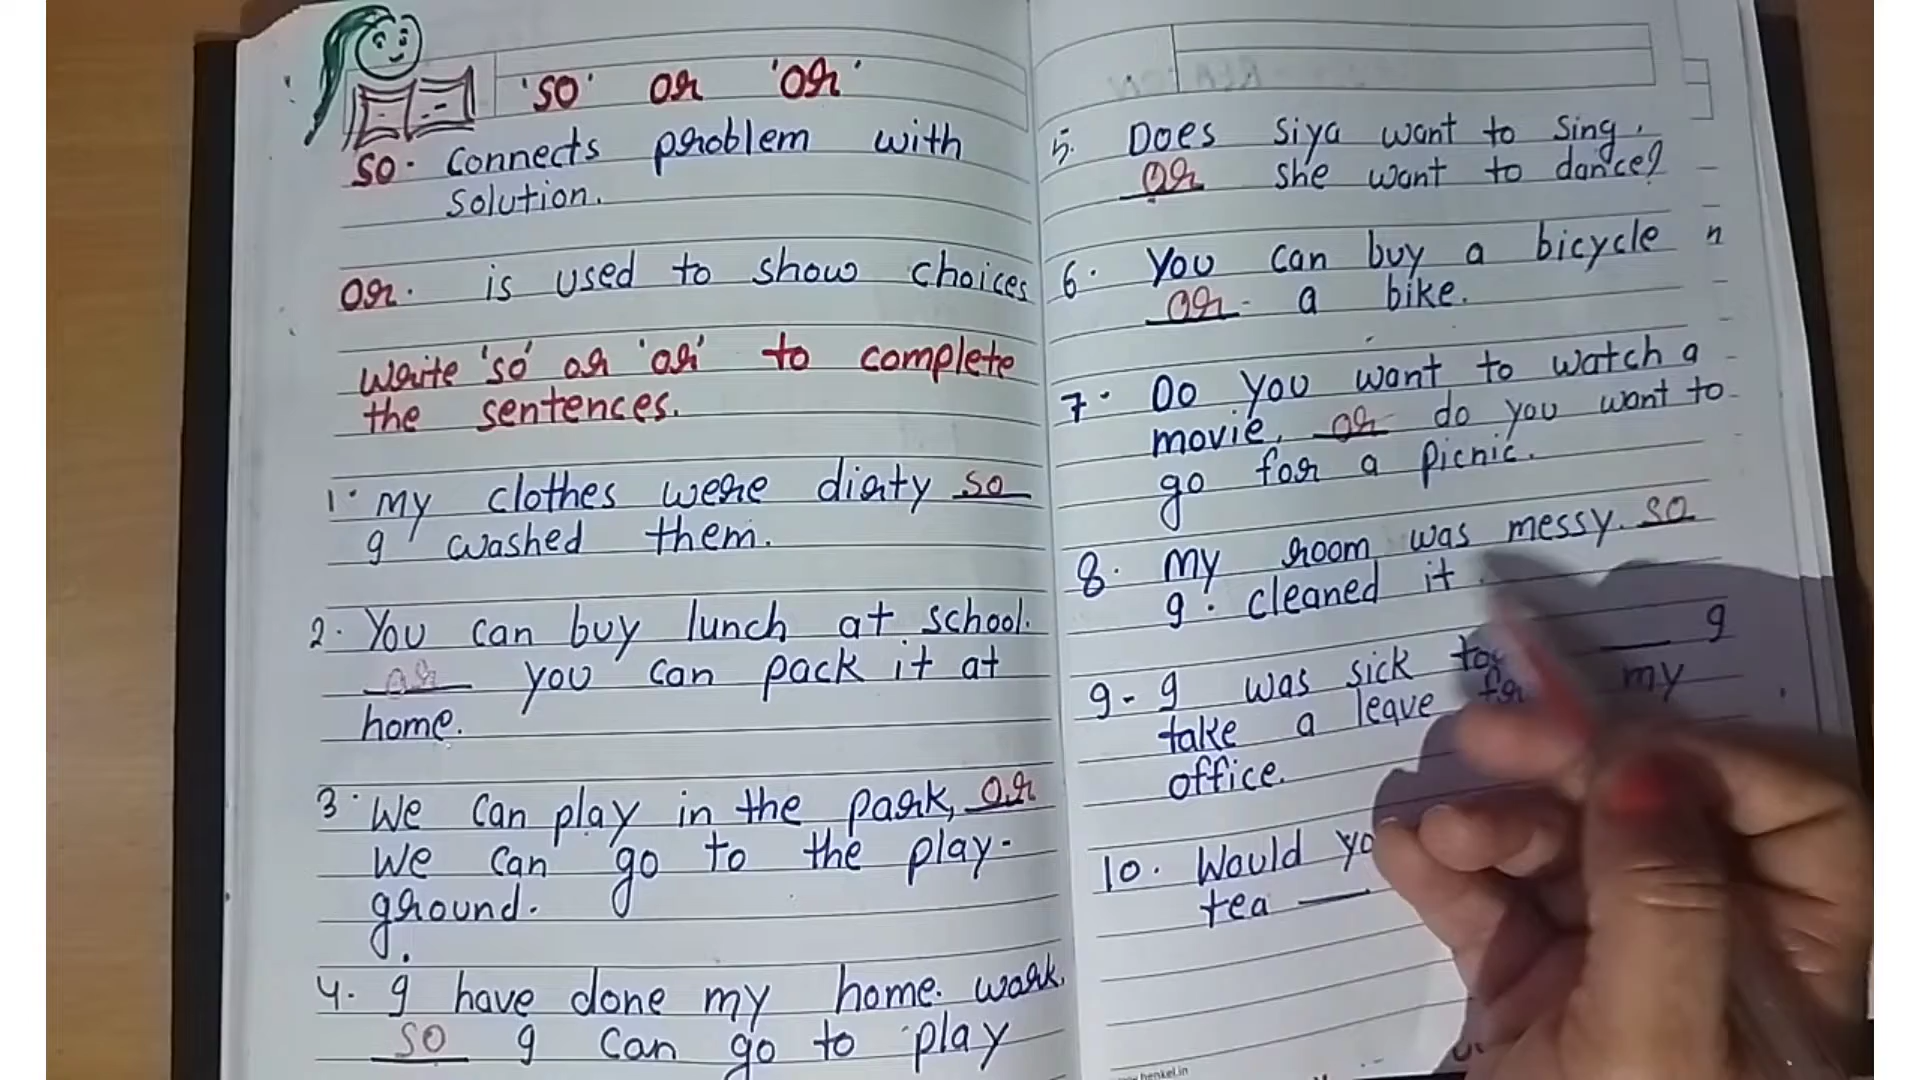 'so' or 'or'
so. connects problem with
solution.
or. is used to show choices
write 'so' or 'or' to complete
the sentences.
1. My clothes were dirty so
I washed them.
2. You can buy lunch at school.
or you can pack it at
home.
3. We can play in the park, or
we can go to the play-
ground.
4. I have done my home work.
so I can go to play
5. Does siya want to sing.
or she want to dance?
6. You can buy a bicycle
or a bike.
7. Do you want to watch a
movie, or do you want to
go for a picnic.
8. My room was messy. so
I. cleaned it.
9- I was sick ___ I
take a leave my
office.
10. Would
tea ___
henkel.in